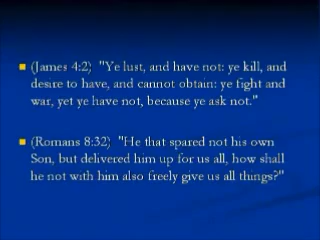 (James 4:2)  "Ye lust, and have not: ye kill, and
desire to have, and cannot obtain: ye fight and
war, yet ye have not, because ye ask not."
(Romans 8:32)  "He that spared not his own
Son, but delivered him up for us all, how shall
he not with him also freely give us all things?"